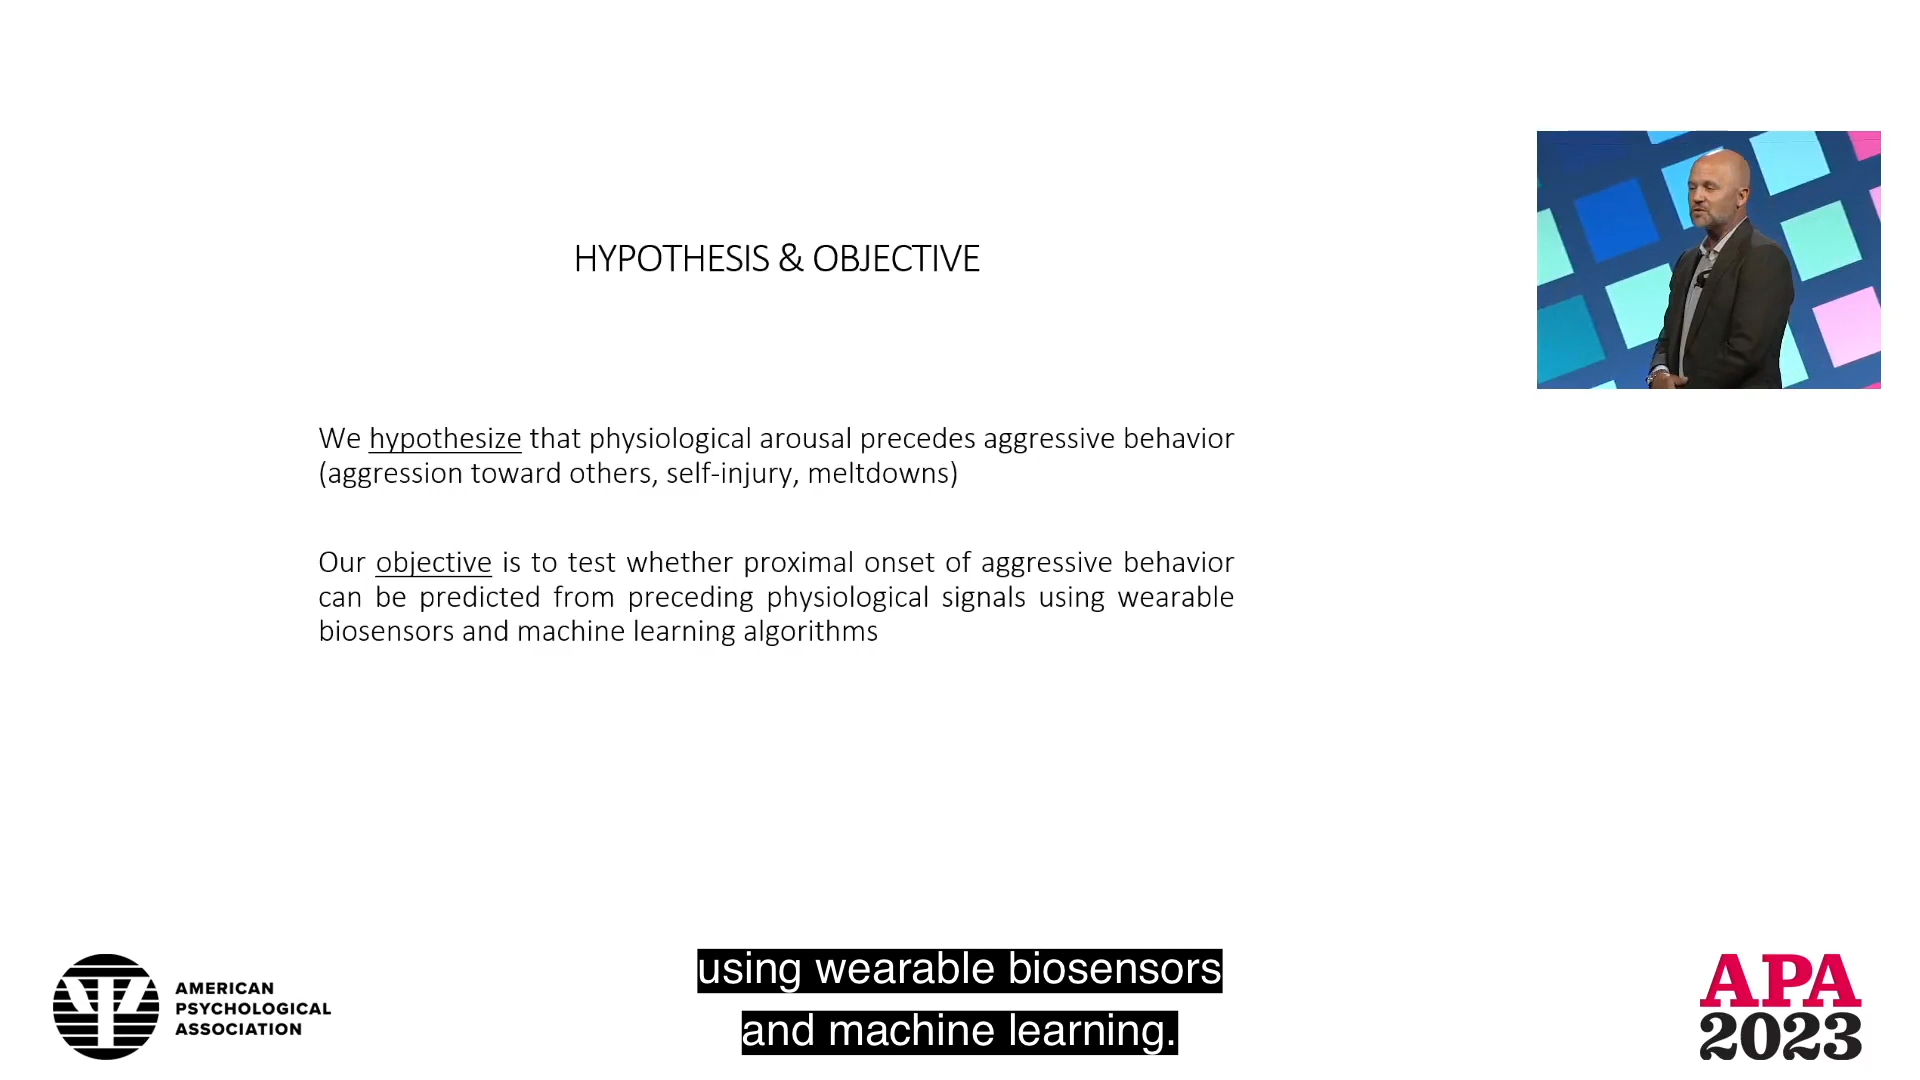 HYPOTHESIS & OBJECTIVE
We hypothesize that physiological arousal precedes aggressive behavior
(aggression toward others, self-injury, meltdowns)
Our objective is to test whether proximal onset of aggressive behavior
can be predicted from preceding physiological signals using wearable
biosensors and machine learning algorithms
AMERICAN
PSYCHOLOGICAL
ASSOCIATION
using wearable biosensors
and machine learning.
APA
2023